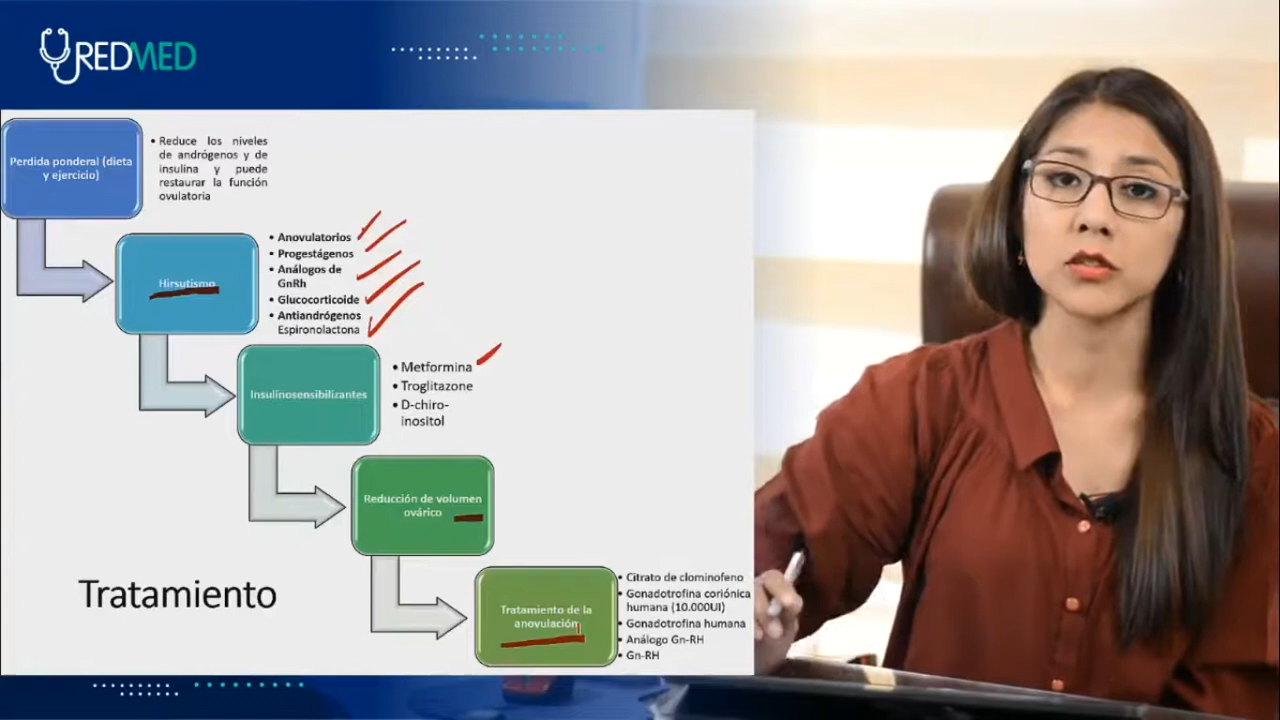 REDMED
Perdida ponderal (dieta
y ejercicio)
• Reduce los niveles
de andrógenos y de
insulina y puede
restaurar la función
ovulatoria
Hirsutismo
• Anovulatorios
• Progestágenos
• Análogos de
GnRh
• Glucocorticoide
• Antiandrógenos
Espironolactona
Insulinosensibilizantes
• Metformina
• Troglitazone
• D-chiro-
inositol
Reducción de volumen
ovárico
Tratamiento de la
anovulación
• Citrato de clominofeno
• Gonadotrofina coriónica
humana (10.000UI)
• Gonadotrofina humana
• Análogo Gn-RH
• Gn-RH
Tratamiento